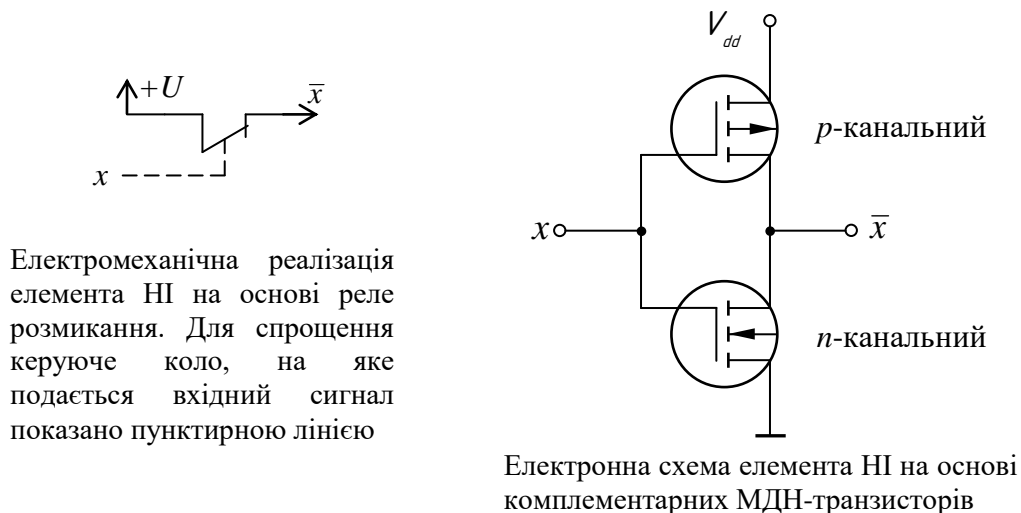 +U
x̄
x
Електромеханічна реалізація
елемента НІ на основі реле
розмикання. Для спрощення
керуюче коло, на яке
подається вхідний сигнал
показано пунктирною лінією
V_dd
p-канальний
x
x̄
n-канальний
Електронна схема елемента НІ на основі
комплементарних МДН-транзисторів